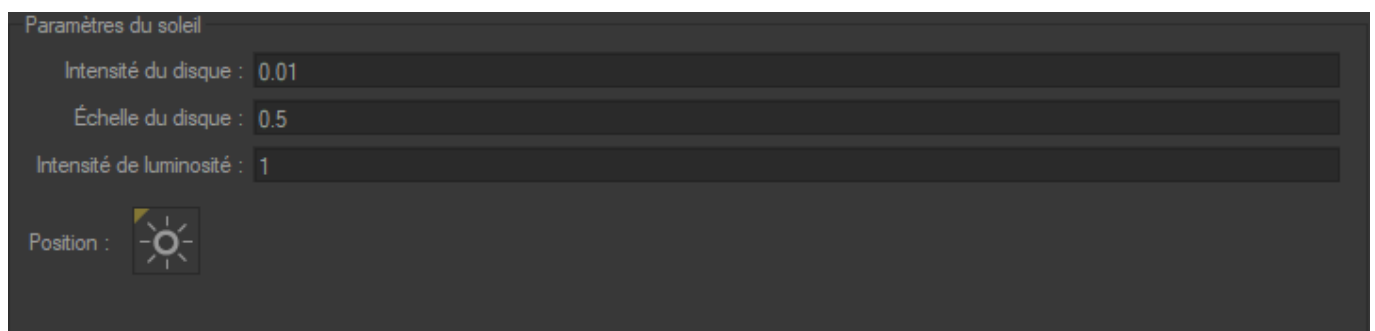 Paramètres du soleil
Intensité du disque : 0.01
Échelle du disque : 0.5
Intensité de luminosité : 1
Position :